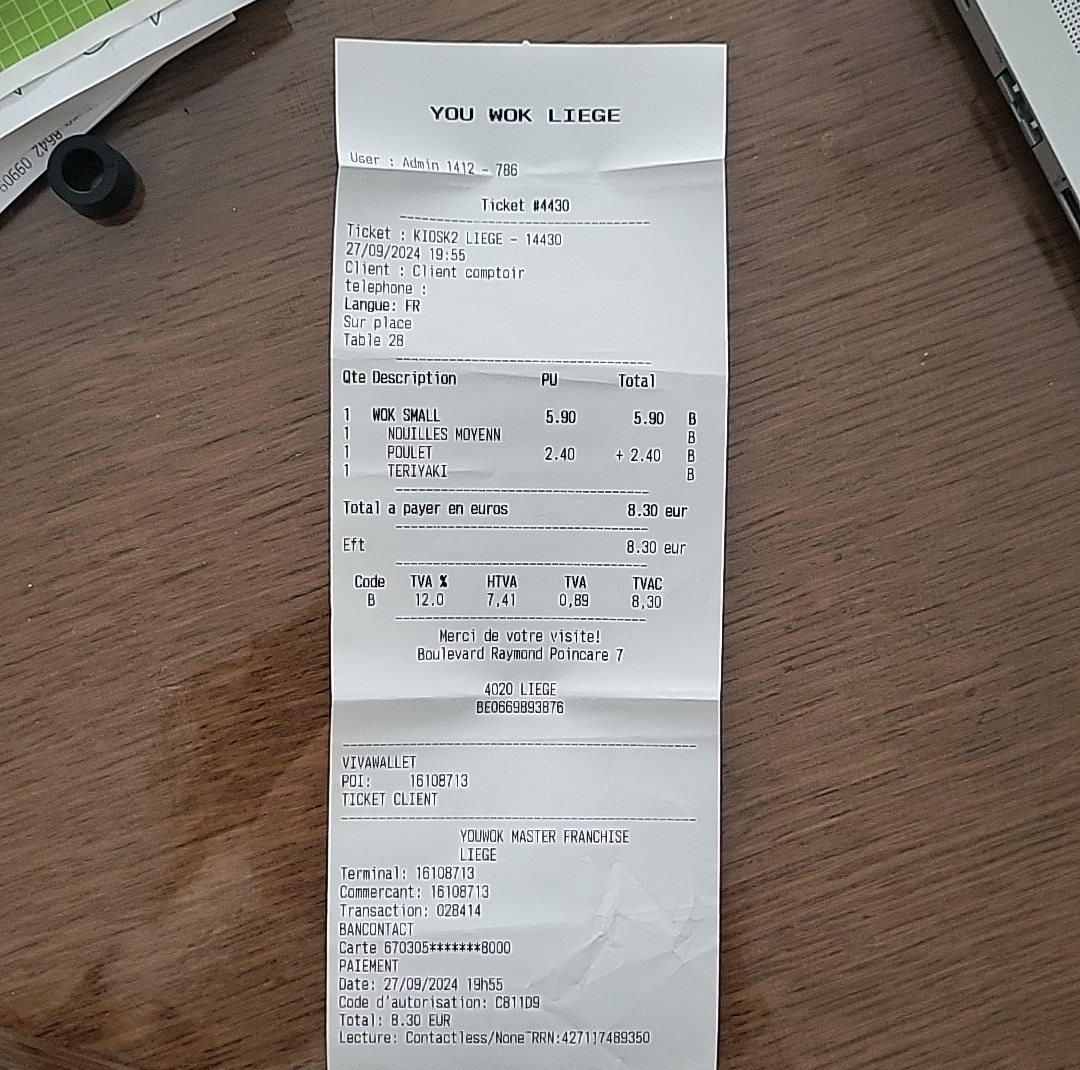 YOU WOK LIEGE
User : Admin 1412 - 786
Ticket #4430
Ticket : KIOSK2 LIEGE - 14430
27/09/2024 19:55
Client : Client comptoir
telephone :
Langue: FR
Sur place
Table 28
Qte Description PU Total
1 WOK SMALL 5.90 5.90 B
1 NOUILLES MOYENN B
1 POULET 2.40 + 2.40 B
1 TERIYAKI B
Total a payer en euros 8.30 eur
Eft 8.30 eur
Code TVA % HTVA TVA TVAC
B 12.0 7,41 0,89 8,30
Merci de votre visite!
Boulevard Raymond Poincare 7
4020 LIEGE
BE0669893876
VIVAWALLET
POI: 16108713
TICKET CLIENT
YOUWOK MASTER FRANCHISE
LIEGE
Terminal: 16108713
Commercant: 16108713
Transaction: 028414
BANCONTACT
Carte 670305*******8000
PAIEMENT
Date: 27/09/2024 19h55
Code d'autorisation: C811D9
Total: 8.30 EUR
Lecture: Contactless/None RRN:427117489350